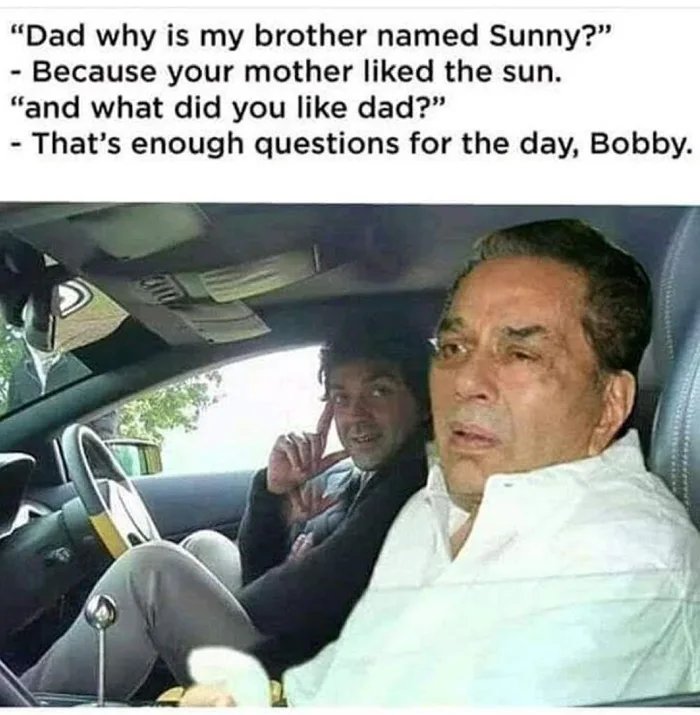 “Dad why is my brother named Sunny?”
- Because your mother liked the sun.
“and what did you like dad?”
- That’s enough questions for the day, Bobby.